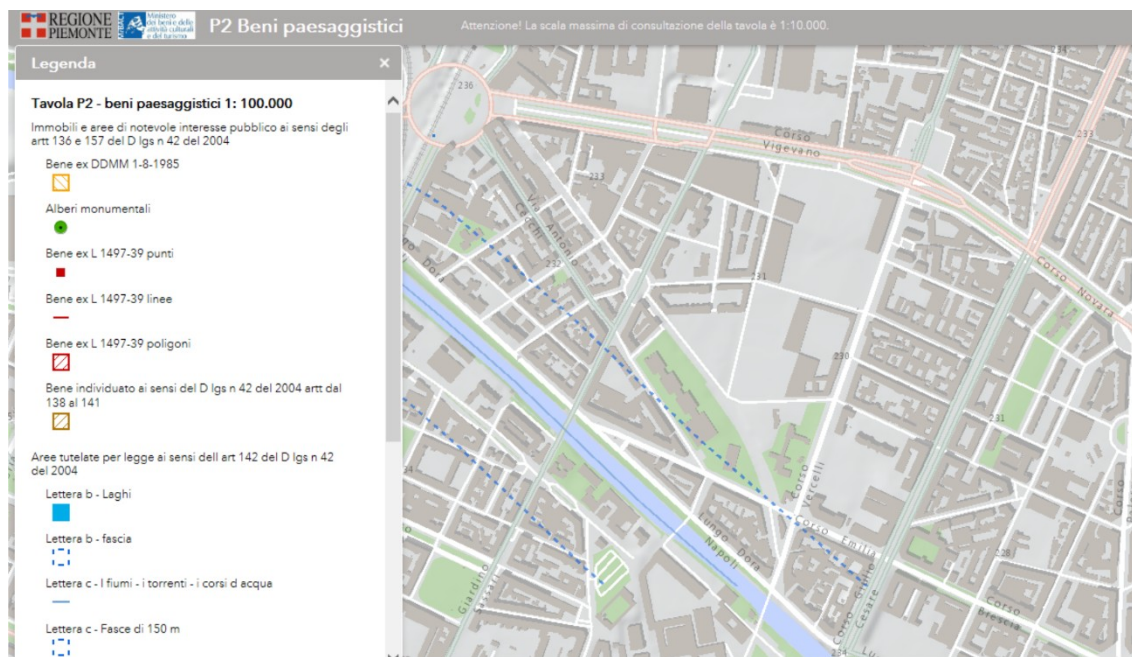 REGIONE
PIEMONTE
MiBACT
Ministero
dei beni e delle
attività culturali
e del turismo
P2 Beni paesaggistici
Attenzione! La scala massima di consultazione della tavola è 1:10.000.
Legenda
×
Tavola P2 - beni paesaggistici 1: 100.000
Immobili e aree di notevole interesse pubblico ai sensi degli
artt 136 e 157 del D lgs n 42 del 2004
Bene ex DDMM 1-8-1985
Alberi monumentali
Bene ex L 1497-39 punti
Bene ex L 1497-39 linee
Bene ex L 1497-39 poligoni
Bene individuato ai sensi del D lgs n 42 del 2004 artt dal
138 al 141
Aree tutelate per legge ai sensi dell art 142 del D lgs n 42
del 2004
Lettera b - Laghi
Lettera b - fascia
Lettera c - I fiumi - i torrenti - i corsi d acqua
Lettera c - Fasce di 150 m
234
236
233
Corso
Vigevano
233
Via Antonio
Cecchi
Dora
232
231
Corso Novara
230
231
Corso
Vercelli
Corso Emilia
Lungo Dora
Napoli
228
Giardino
Sassari
Corso Giulio
Cesare
Corso
Brescia
234